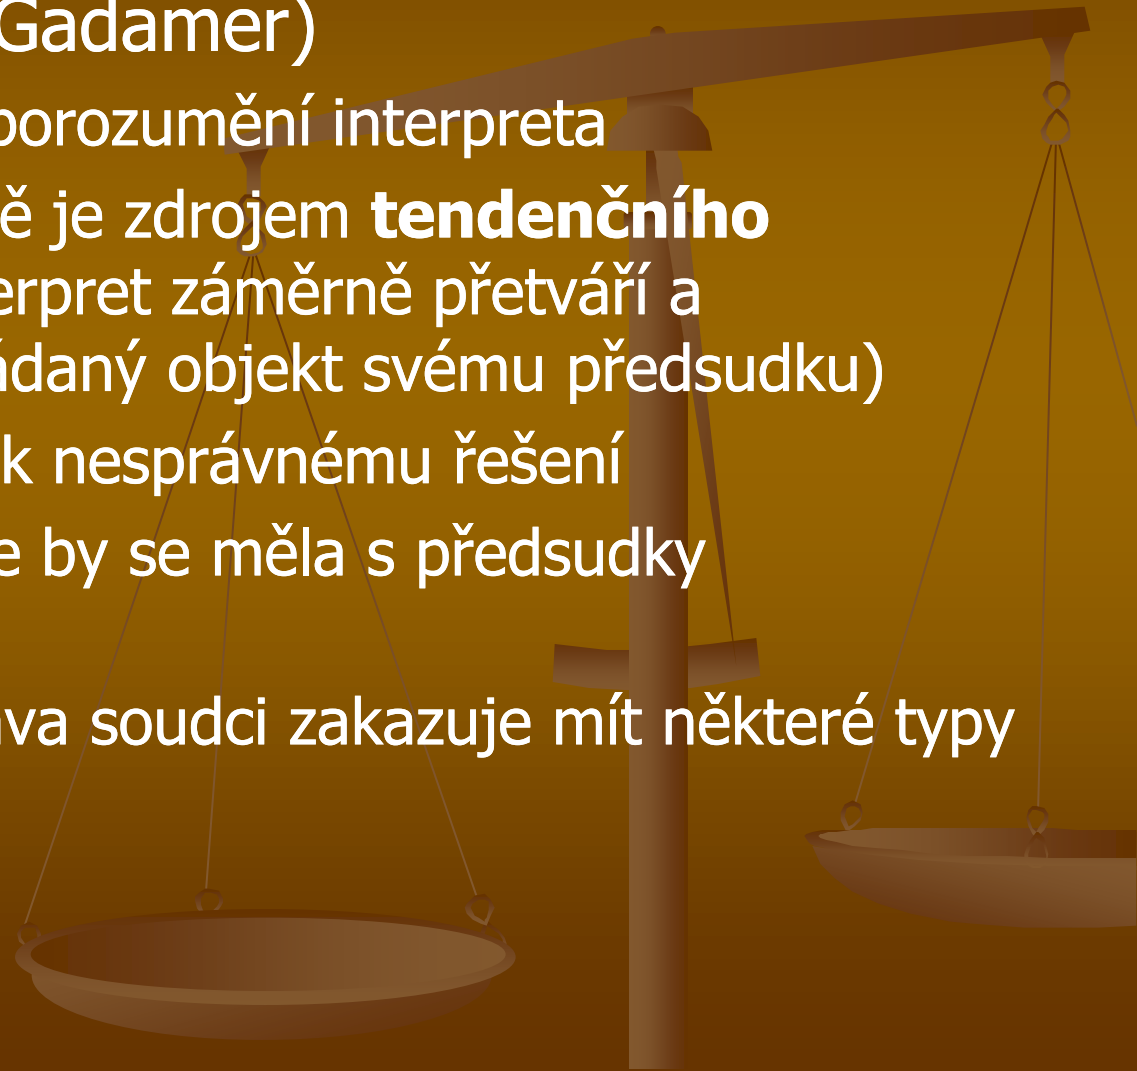 Gadamer)
porozumění interpreta
ě je zdrojem tendenčního
erpret záměrně přetváří a
ádaný objekt svému předsudku)
k nesprávnému řešení
e by se měla s předsudky
ava soudci zakazuje mít některé typy